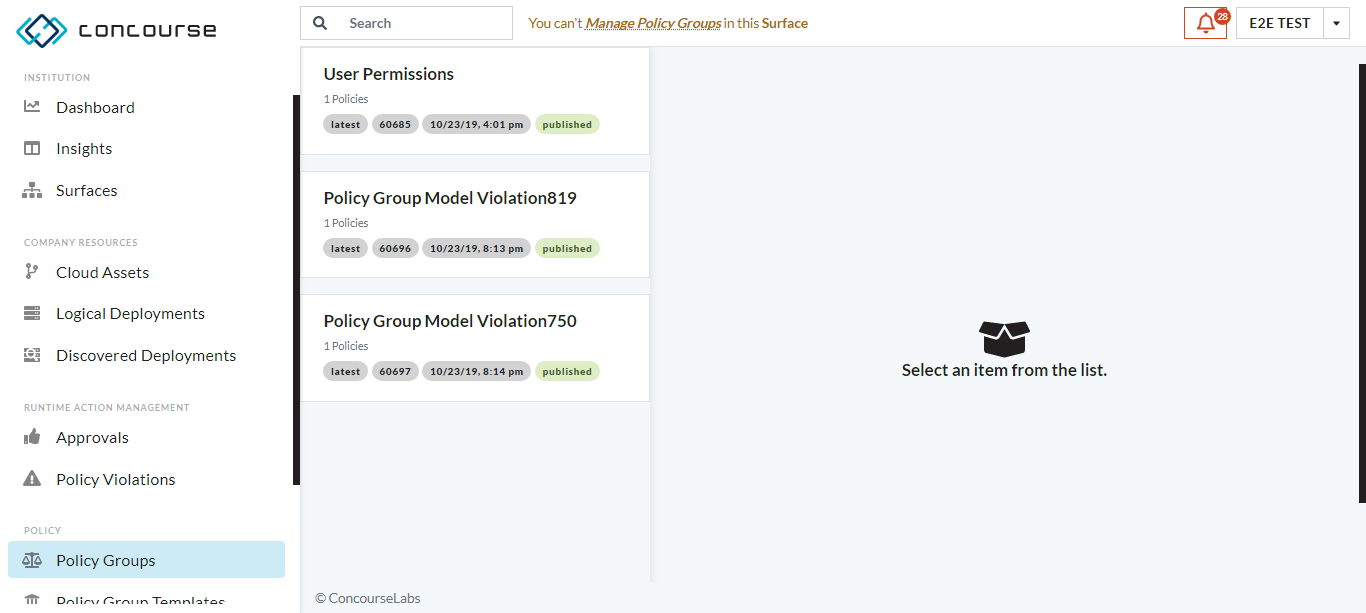 concourse
Search
You can't Manage Policy Groups in this Surface
28
E2E TEST
INSTITUTION
Dashboard
Insights
Surfaces
COMPANY RESOURCES
Cloud Assets
Logical Deployments
Discovered Deployments
RUNTIME ACTION MANAGEMENT
Approvals
Policy Violations
POLICY
Policy Groups
Policy Group Templates
User Permissions
1 Policies
latest 60685 10/23/19, 4:01 pm published
Policy Group Model Violation819
1 Policies
latest 60696 10/23/19, 8:13 pm published
Policy Group Model Violation750
1 Policies
latest 60697 10/23/19, 8:14 pm published
Select an item from the list.
© ConcourseLabs